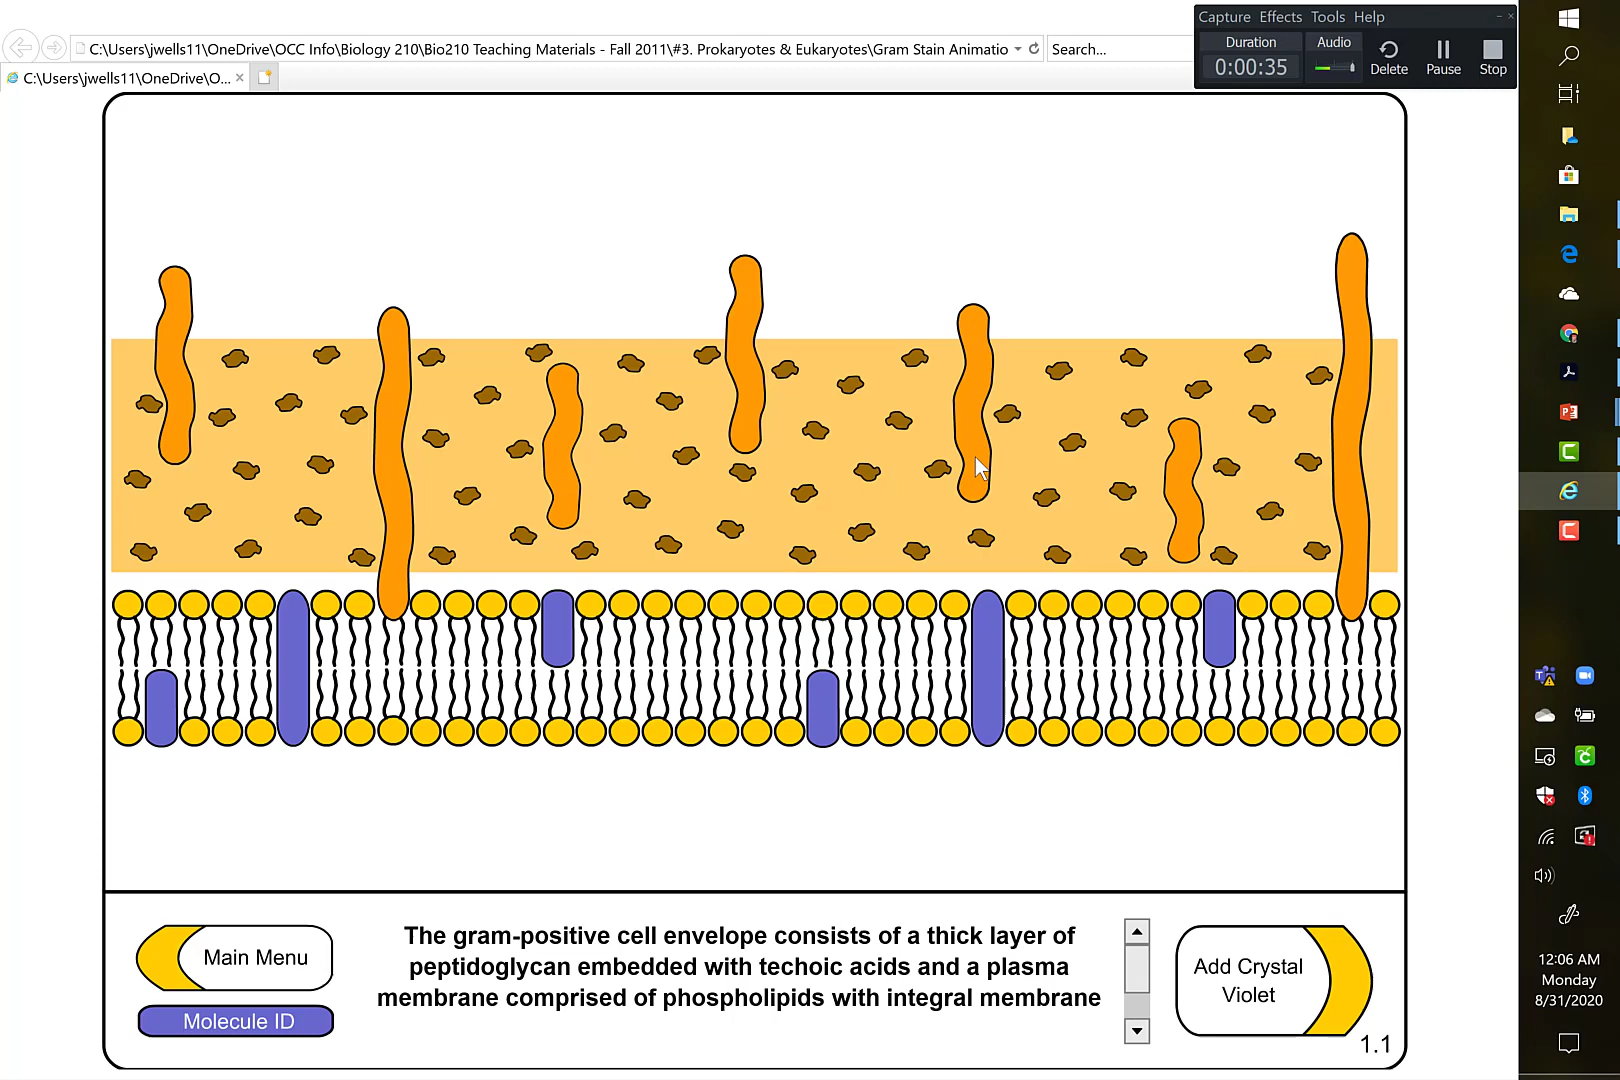 Capture Effects Tools Help
Duration
0:00:35
Audio
Delete
Pause
Stop
C:\Users\jwells11\OneDrive\OCC Info\Biology 210\Bio210 Teaching Materials - Fall 2011\#3. Prokaryotes & Eukaryotes\Gram Stain Animatio
Search...
C:\Users\jwells11\OneDrive\O...
Main Menu
Molecule ID
The gram-positive cell envelope consists of a thick layer of
peptidoglycan embedded with techoic acids and a plasma
membrane comprised of phospholipids with integral membrane
Add Crystal
Violet
1.1
12:06 AM
Monday
8/31/2020